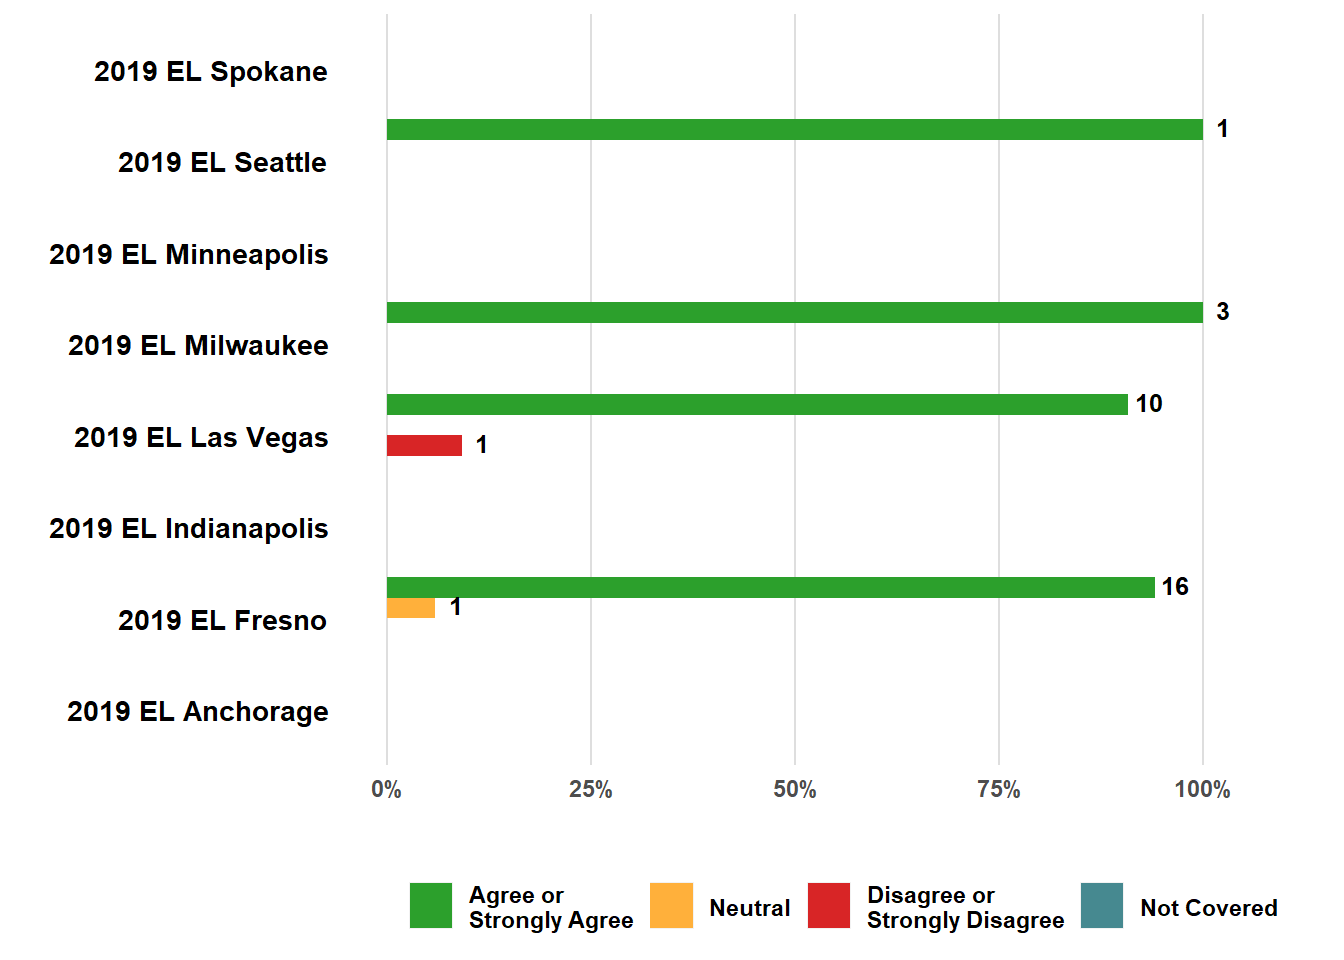 2019 EL Spokane
1
2019 EL Seattle
2019 EL Minneapolis
3
2019 EL Milwaukee
10
2019 EL Las Vegas
1
2019 EL Indianapolis
16
1
2019 EL Fresno
2019 EL Anchorage
0% 25% 50% 75% 100%
Agree or
Strongly Agree
Neutral
Disagree or
Strongly Disagree
Not Covered